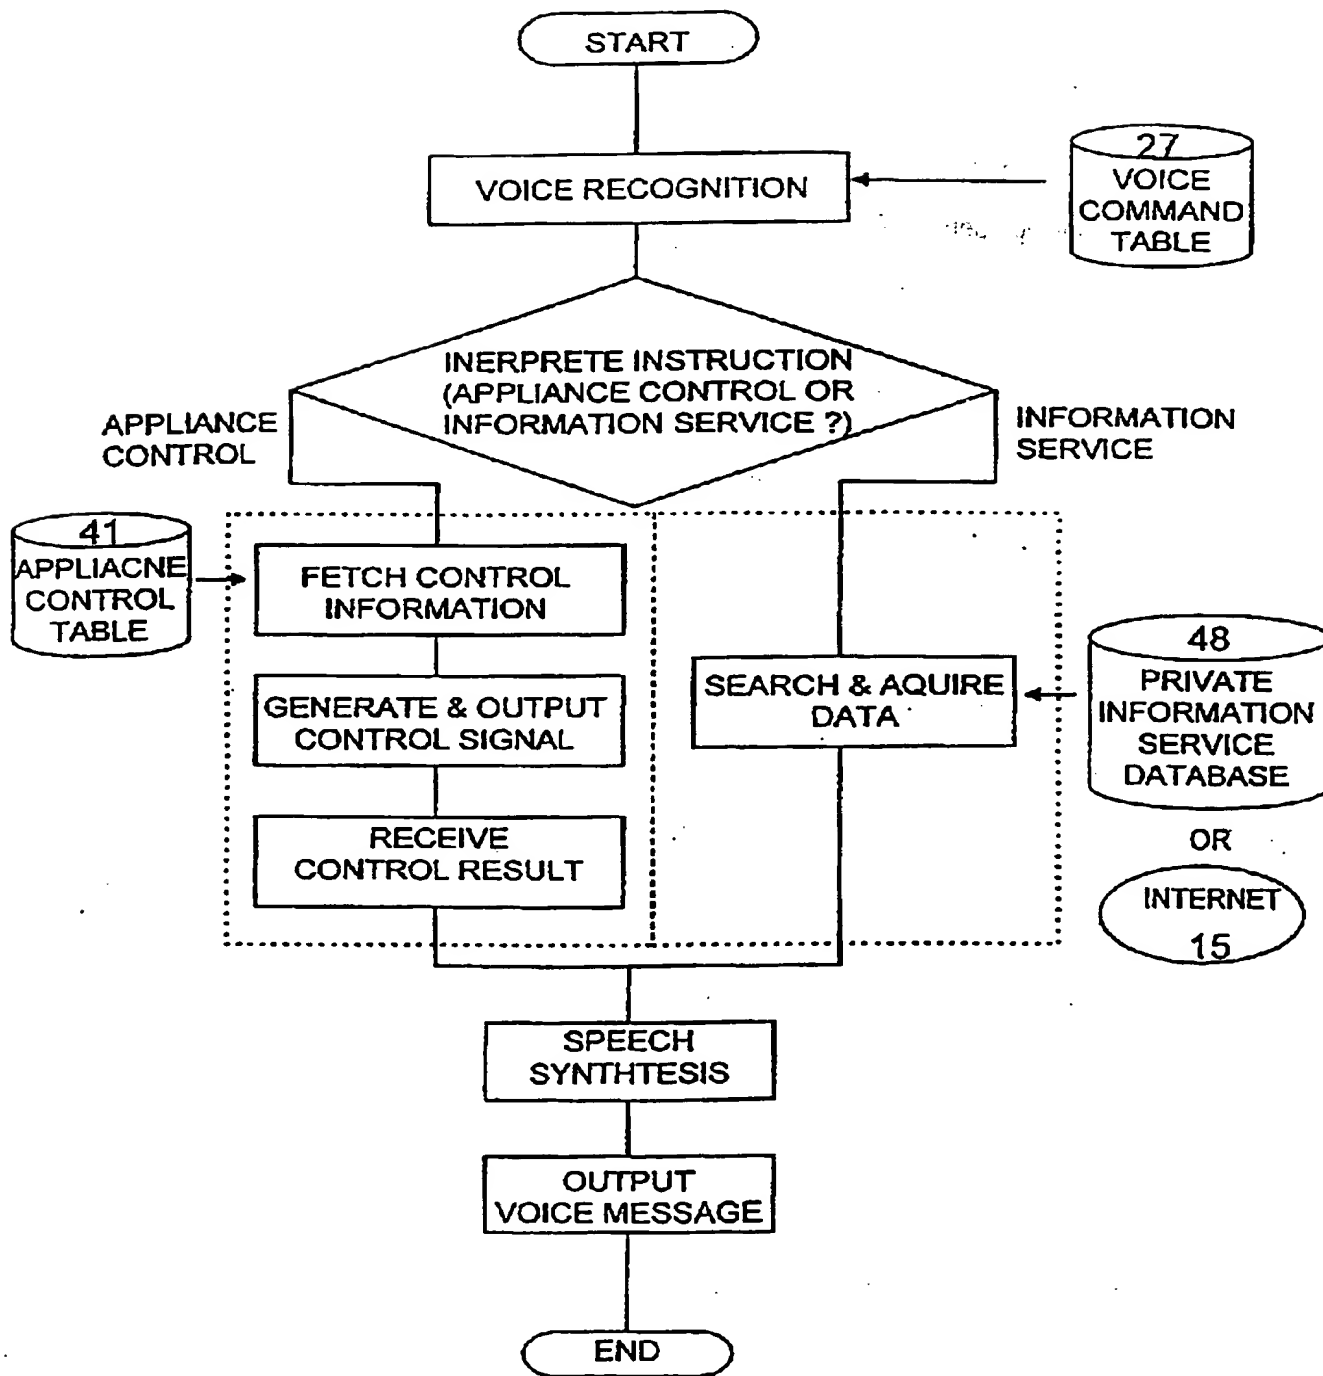 START
VOICE RECOGNITION
27
VOICE
COMMAND
TABLE
INERPRETE INSTRUCTION
(APPLIANCE CONTROL OR
INFORMATION SERVICE ?)
APPLIANCE
CONTROL
INFORMATION
SERVICE
41
APPLIACNE
CONTROL
TABLE
FETCH CONTROL
INFORMATION
GENERATE & OUTPUT
CONTROL SIGNAL
RECEIVE
CONTROL RESULT
SEARCH & AQUIRE
DATA
48
PRIVATE
INFORMATION
SERVICE
DATABASE
OR
INTERNET
15
SPEECH
SYNTHTESIS
OUTPUT
VOICE MESSAGE
END